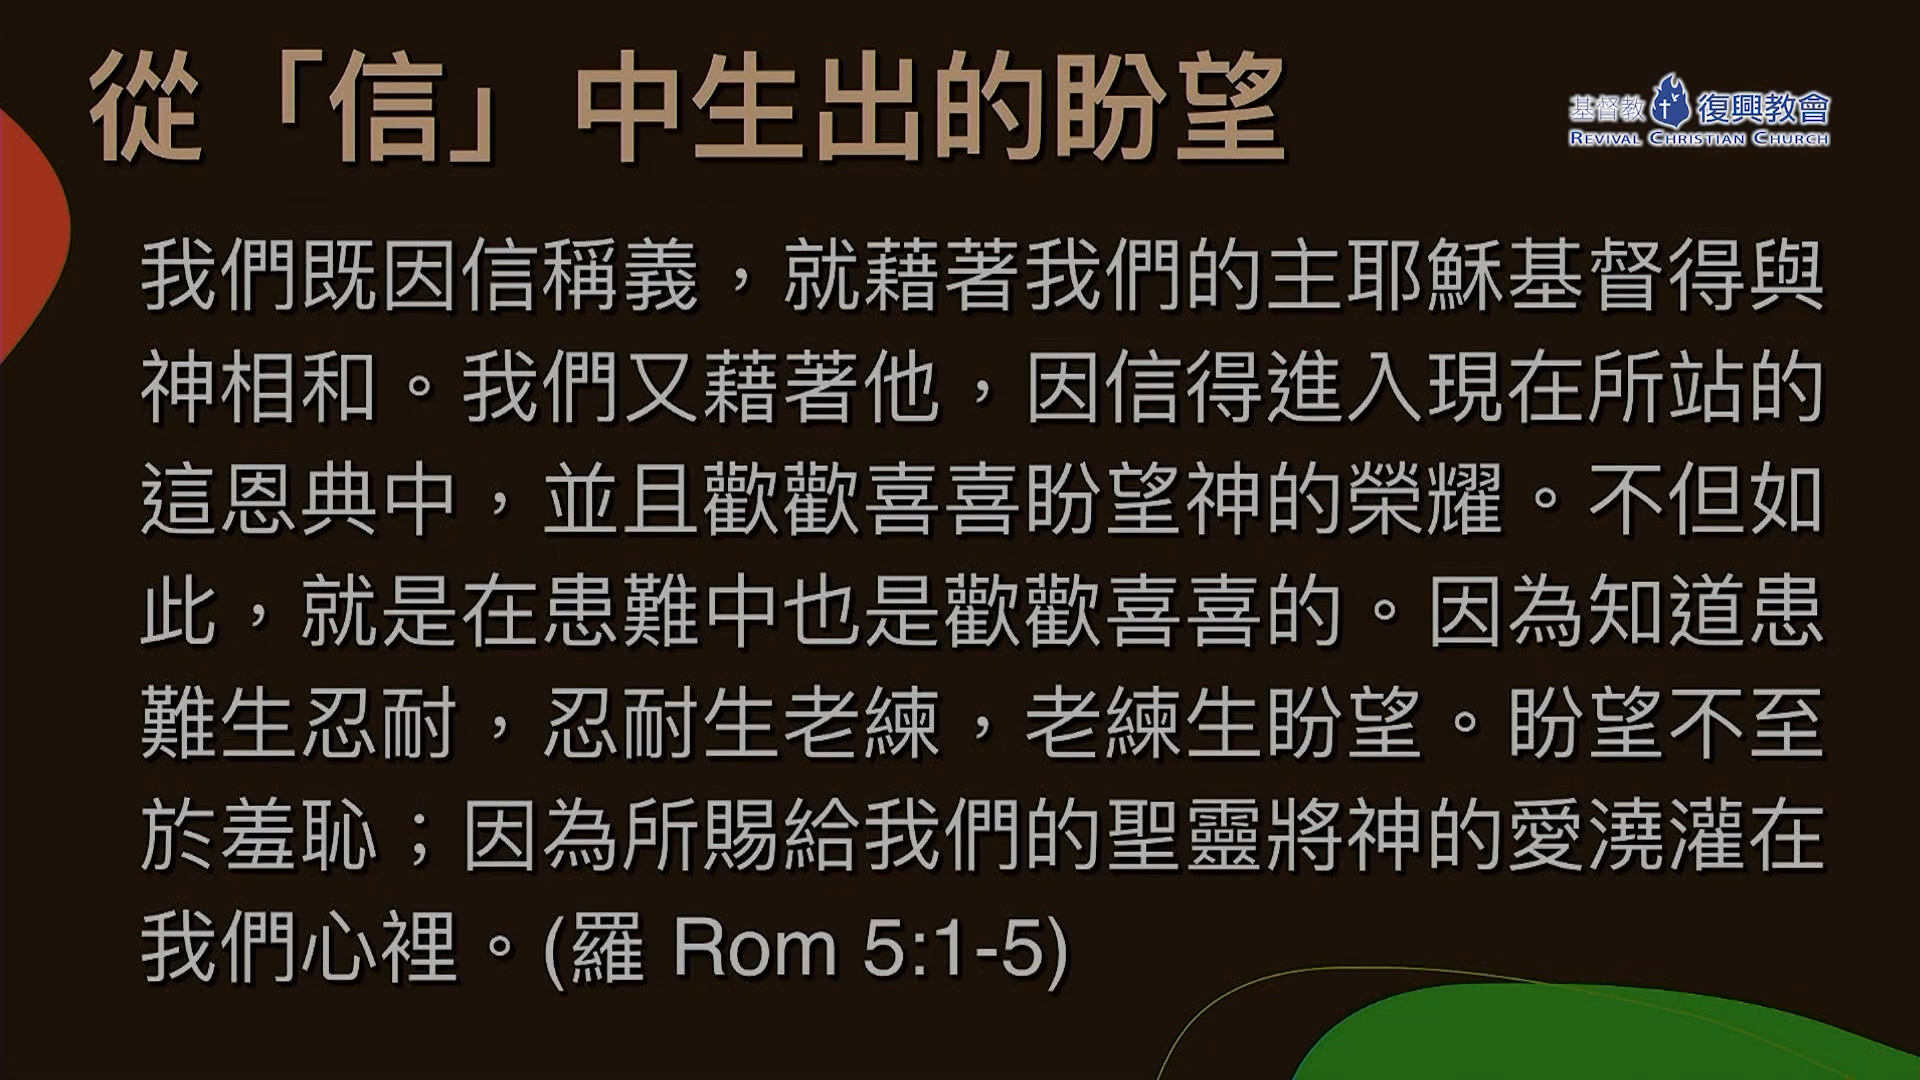 從「信」中生出的盼望
基督教 復興教會
REVIVAL CHRISTIAN CHURCH
我們既因信稱義，就藉著我們的主耶穌基督得與
神相和。我們又藉著他，因信得進入現在所站的
這恩典中，並且歡歡喜喜盼望神的榮耀。不但如
此，就是在患難中也是歡歡喜喜的。因為知道患
難生忍耐，忍耐生老練，老練生盼望。盼望不至
於羞恥；因為所賜給我們的聖靈將神的愛澆灌在
我們心裡。(羅 Rom 5:1-5)